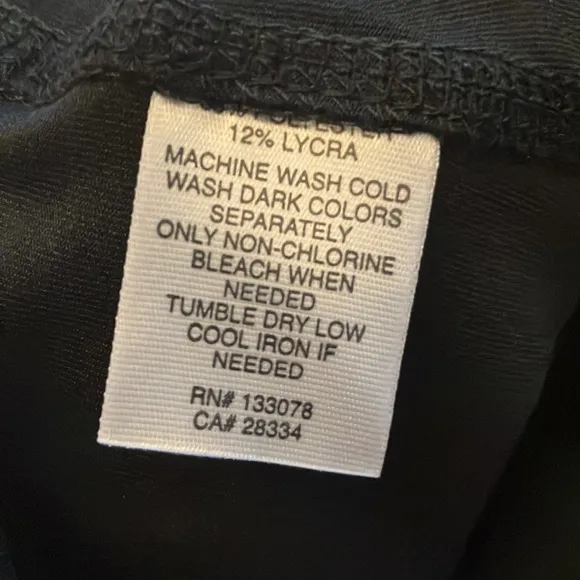 POLYESTER
12% LYCRA
MACHINE WASH COLD
WASH DARK COLORS
SEPARATELY
ONLY NON-CHLORINE
BLEACH WHEN
NEEDED
TUMBLE DRY LOW
COOL IRON IF
NEEDED
RN# 133078
CA# 28334